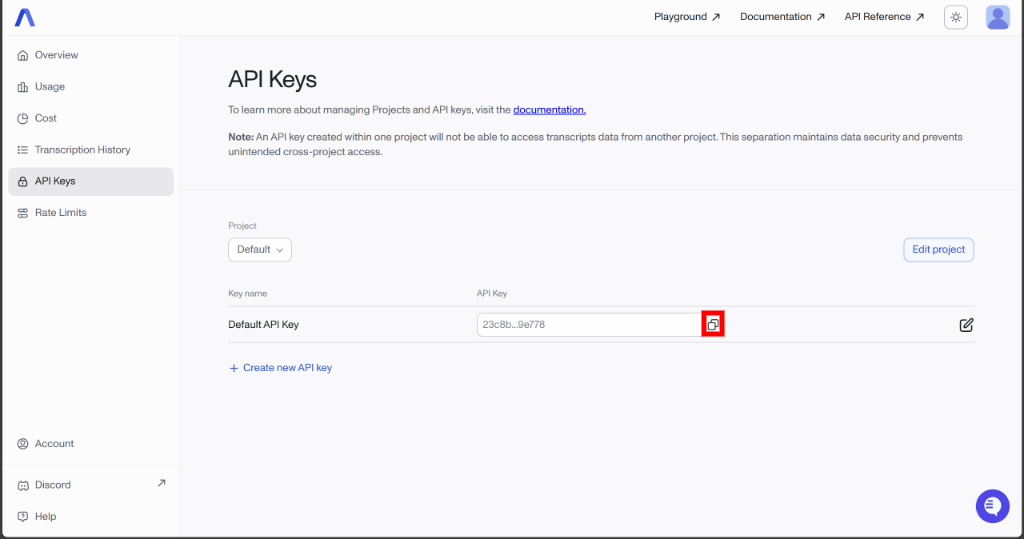 Playground
Documentation
API Reference
Overview
Usage
Cost
Transcription History
API Keys
Rate Limits
API Keys
To learn more about managing Projects and API keys, visit the documentation.
Note: An API key created within one project will not be able to access transcripts data from another project. This separation maintains data security and prevents
unintended cross-project access.
Project
Default
Edit project
Key name API Key
Default API Key 23c8b...9e778
+ Create new API key
Account
Discord
Help